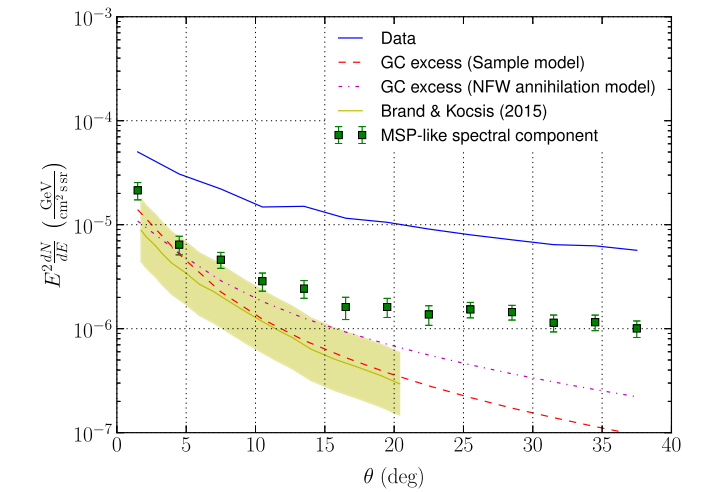 10⁻³
10⁻⁴
10⁻⁵
10⁻⁶
10⁻⁷
E² dN/dE (GeV / cm² s sr)
Data
GC excess (Sample model)
GC excess (NFW annihilation model)
Brand & Kocsis (2015)
MSP-like spectral component
0 5 10 15 20 25 30 35 40
θ (deg)